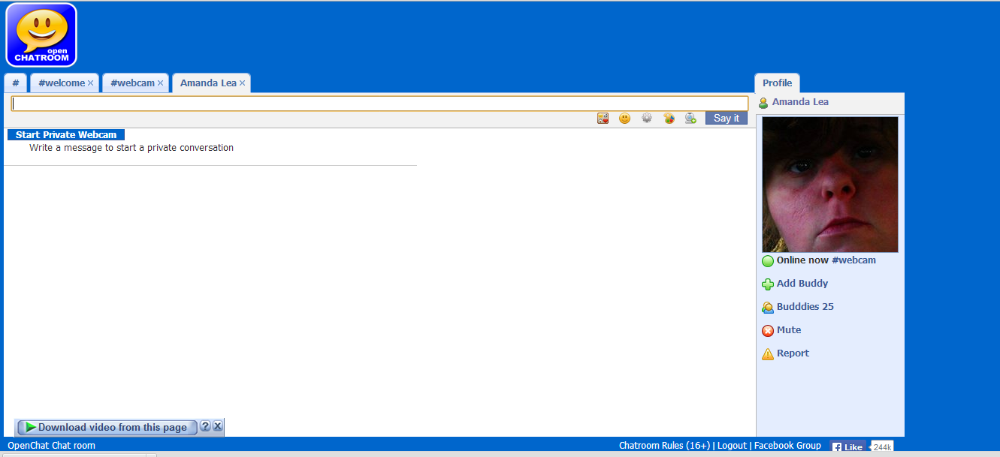 open
CHATROOM
#
#welcome
#webcam
Amanda Lea
Profile
Amanda Lea
Say it
Start Private Webcam
Write a message to start a private conversation
Online now #webcam
Add Buddy
Budddies 25
Mute
Report
Download video from this page ? X
OpenChat Chat room
Chatroom Rules (16+) | Logout | Facebook Group
f Like 244k